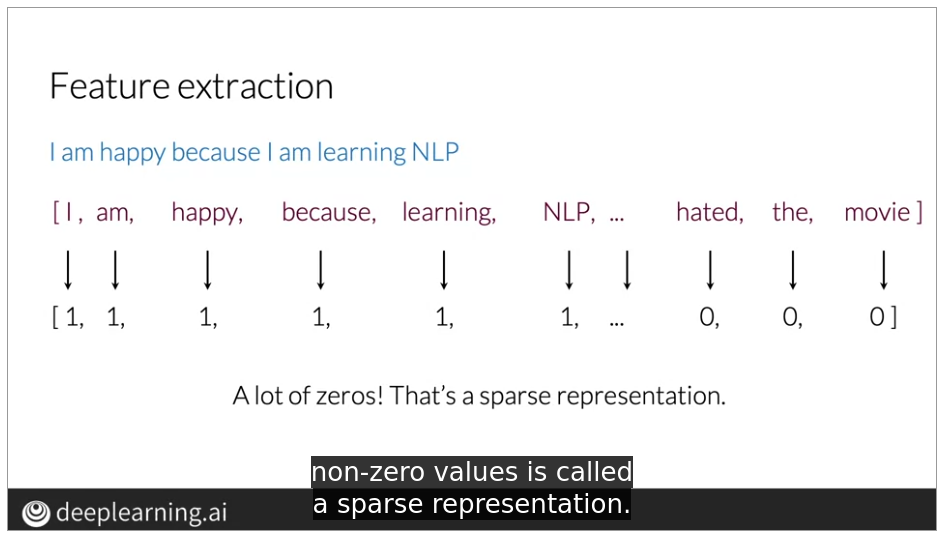 Feature extraction
I am happy because I am learning NLP
[ I , am, happy, because, learning, NLP, ... hated, the, movie ]
[ 1, 1, 1, 1, 1, 1, ... 0, 0, 0 ]
A lot of zeros! That's a sparse representation.
non-zero values is called
a sparse representation.
deeplearning.ai